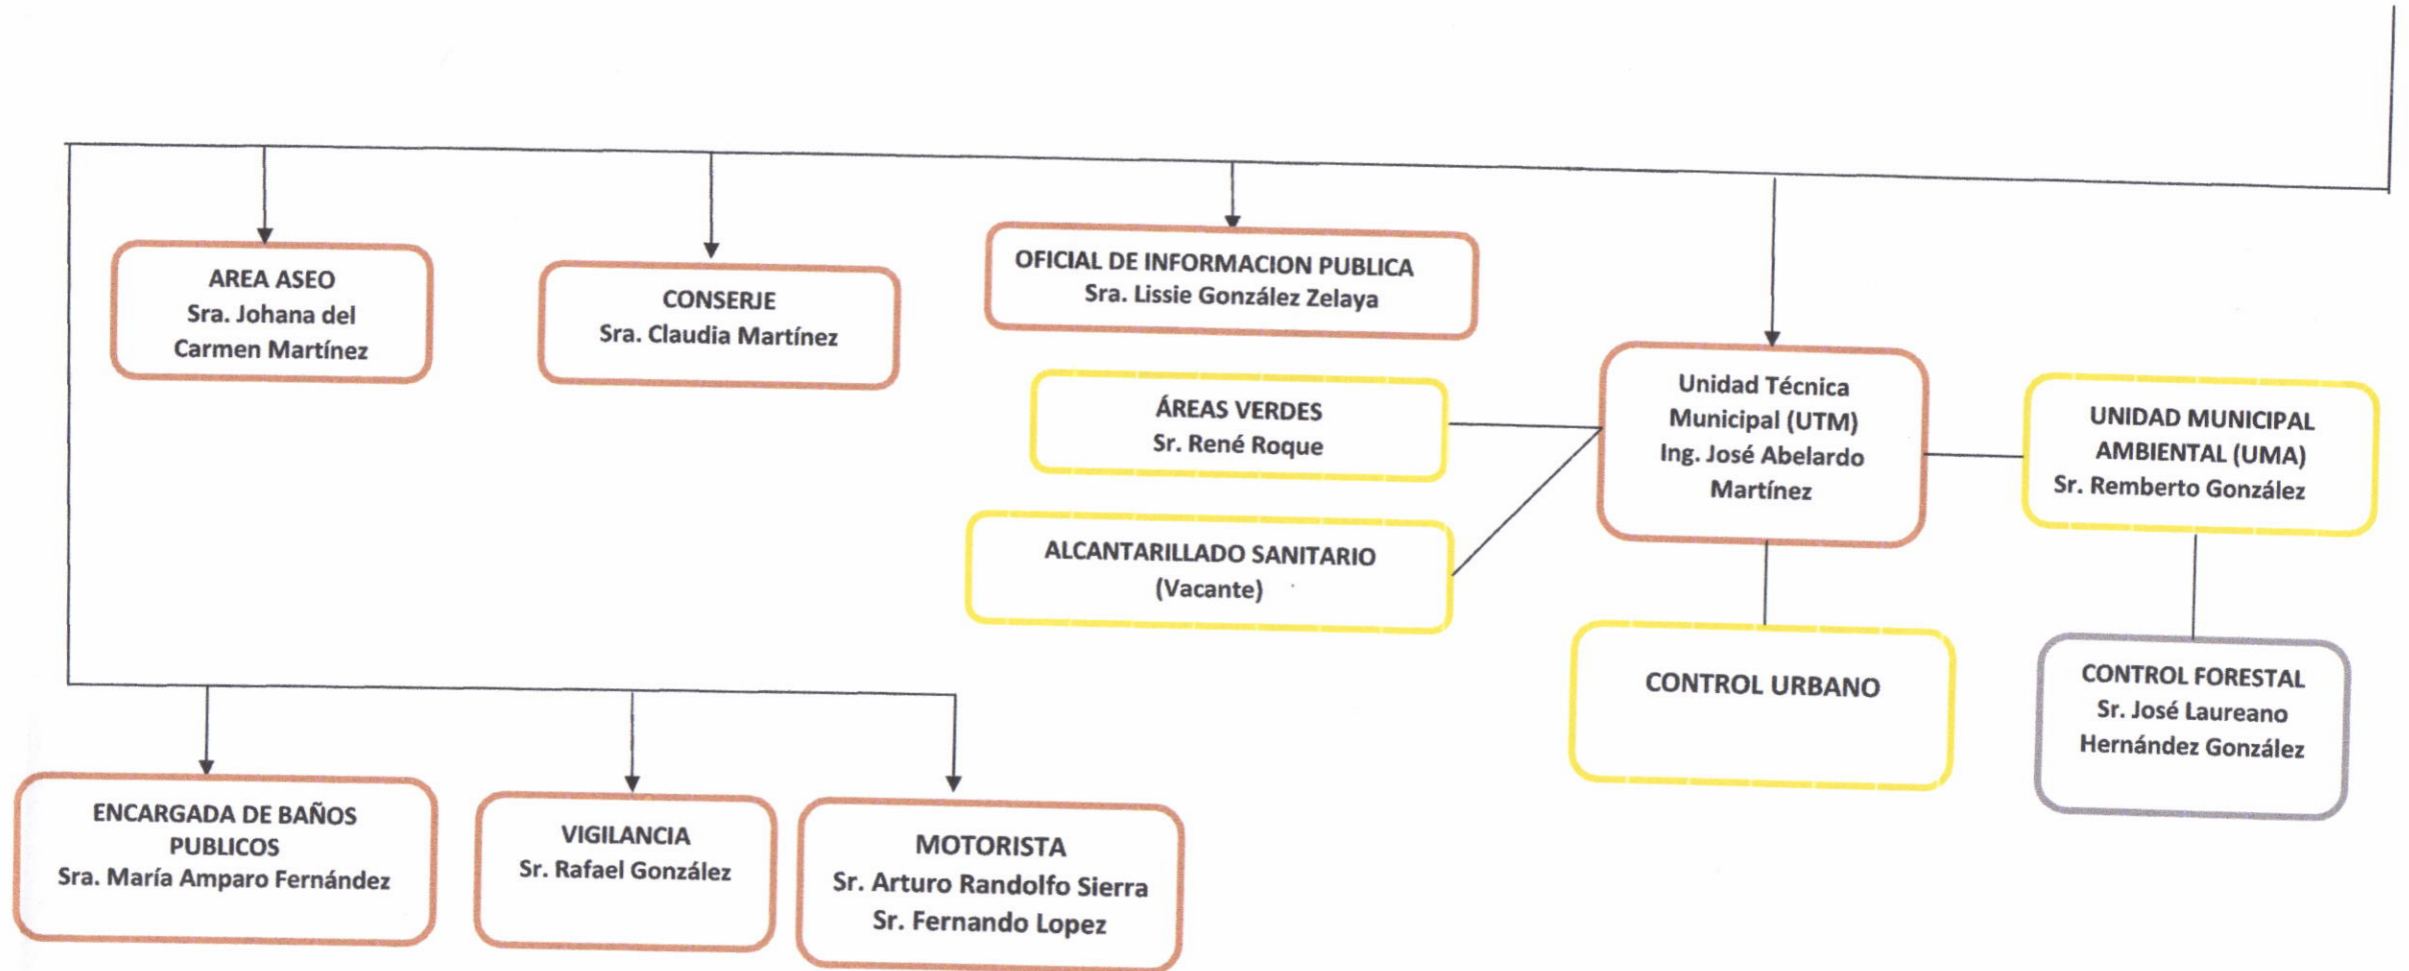 AREA ASEO
Sra. Johana del
Carmen Martínez
CONSERJE
Sra. Claudia Martínez
OFICIAL DE INFORMACION PUBLICA
Sra. Lissie González Zelaya
ÁREAS VERDES
Sr. René Roque
ALCANTARILLADO SANITARIO
(Vacante)
Unidad Técnica
Municipal (UTM)
Ing. José Abelardo
Martínez
UNIDAD MUNICIPAL
AMBIENTAL (UMA)
Sr. Remberto González
CONTROL URBANO
CONTROL FORESTAL
Sr. José Laureano
Hernández González
ENCARGADA DE BAÑOS
PUBLICOS
Sra. María Amparo Fernández
VIGILANCIA
Sr. Rafael González
MOTORISTA
Sr. Arturo Randolfo Sierra
Sr. Fernando Lopez